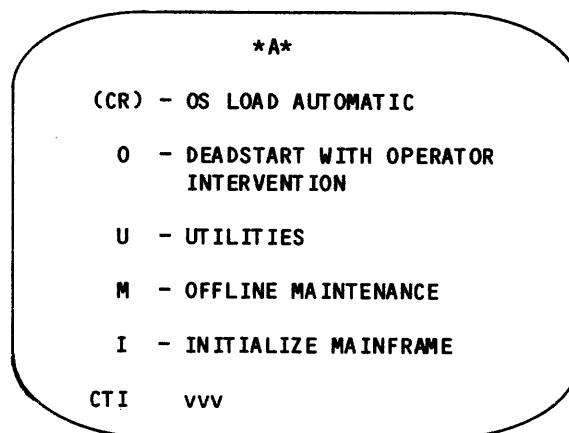 *A*
(CR) - OS LOAD AUTOMATIC
O - DEADSTART WITH OPERATOR
INTERVENTION
U - UTILITIES
M - OFFLINE MAINTENANCE
I - INITIALIZE MAINFRAME
CTI vvv